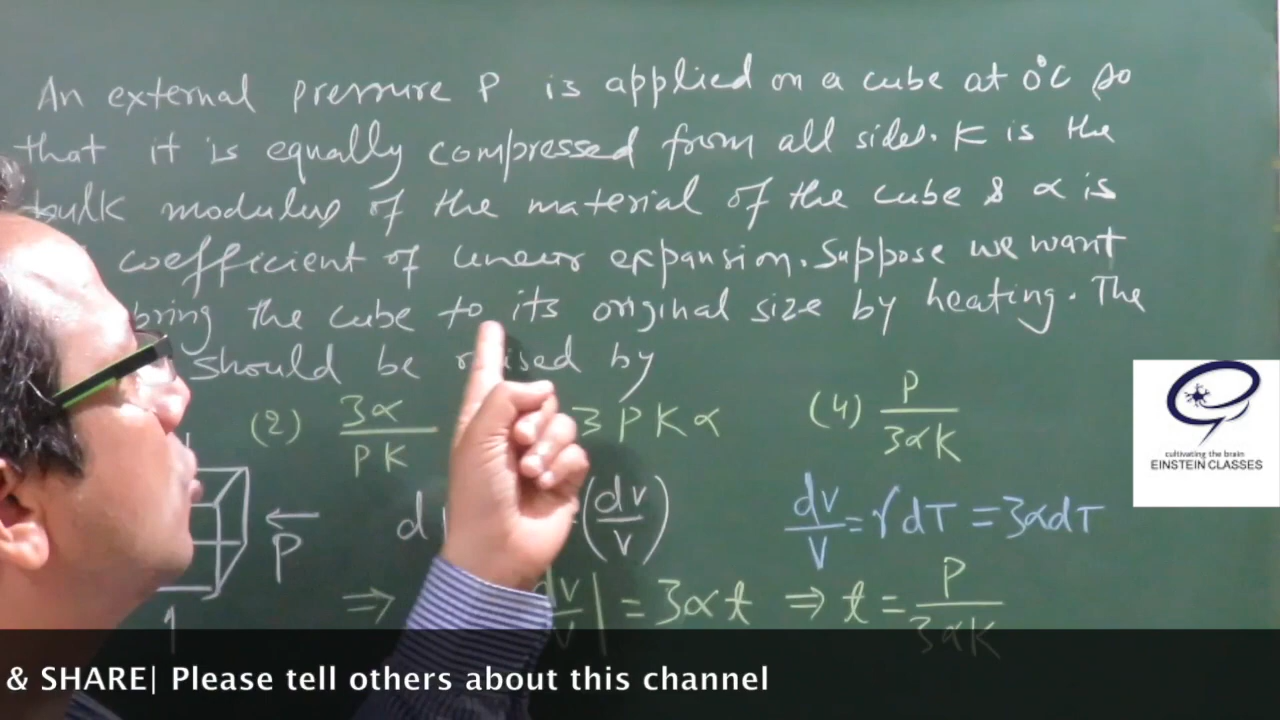 An external pressure P is applied on a cube at 0°C so
that it is equally compressed from all sides. K is the
bulk modulus of the material of the cube & α is
coefficient of linear expansion. Suppose we want
bring the cube to its original size by heating. The
should be raised by
(2) 3α/PK 3PKα (4) P/3αK
P
d (dv/v) dv/v = γdT = 3αdT
⇒ dv/v| = 3αt ⇒ t = P/3αK
cultivating the brain
EINSTEIN CLASSES
& SHARE| Please tell others about this channel